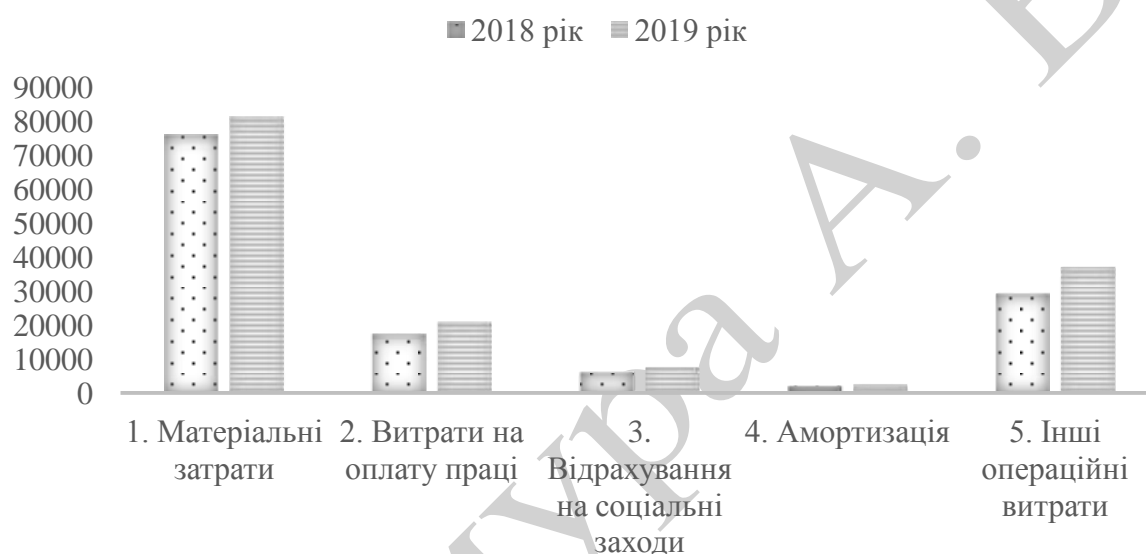 2018 рік 2019 рік
90000
80000
70000
60000
50000
40000
30000
20000
10000
0
1. Матеріальні
затрати
2. Витрати на
оплату праці
3.
Відрахування
на соціальні
заходи
4. Амортизація
5. Інші
операційні
витрати